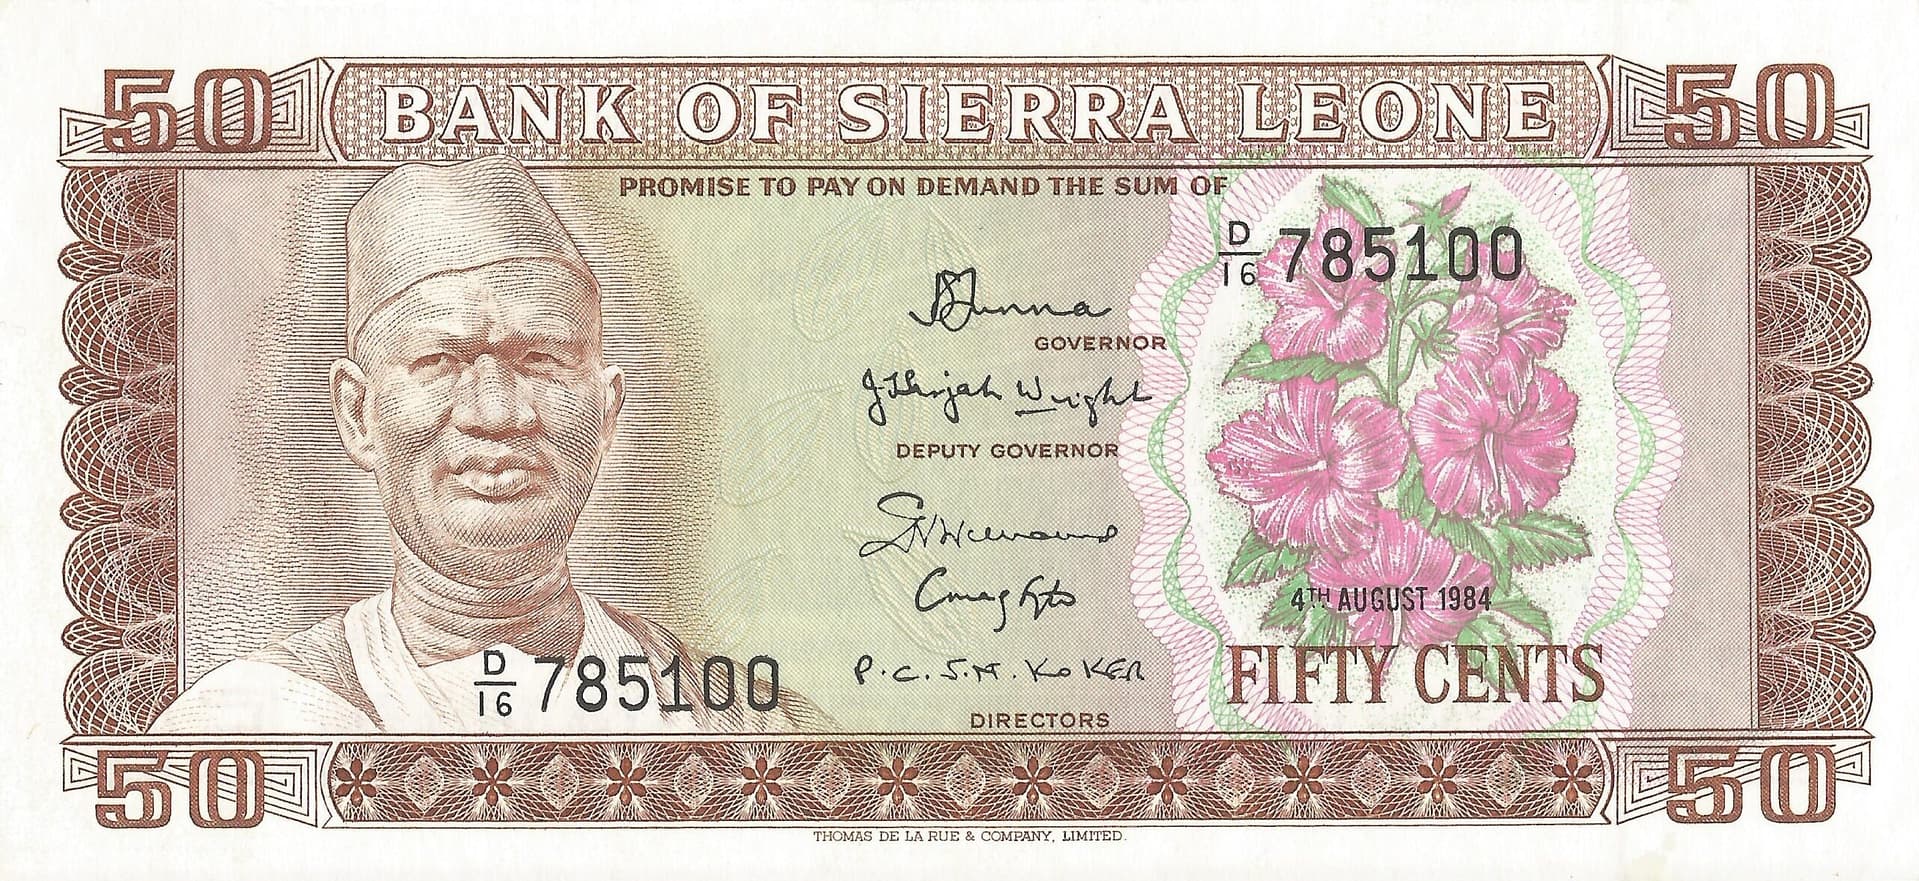 50 BANK OF SIERRA LEONE 50
PROMISE TO PAY ON DEMAND THE SUM OF
D/16 785100
GOVERNOR
Wright
DEPUTY GOVERNOR
4TH AUGUST 1984
D/16 785100
P.C. S.M. KOKER
FIFTY CENTS
DIRECTORS
50 50
THOMAS DE LA RUE & COMPANY, LIMITED.